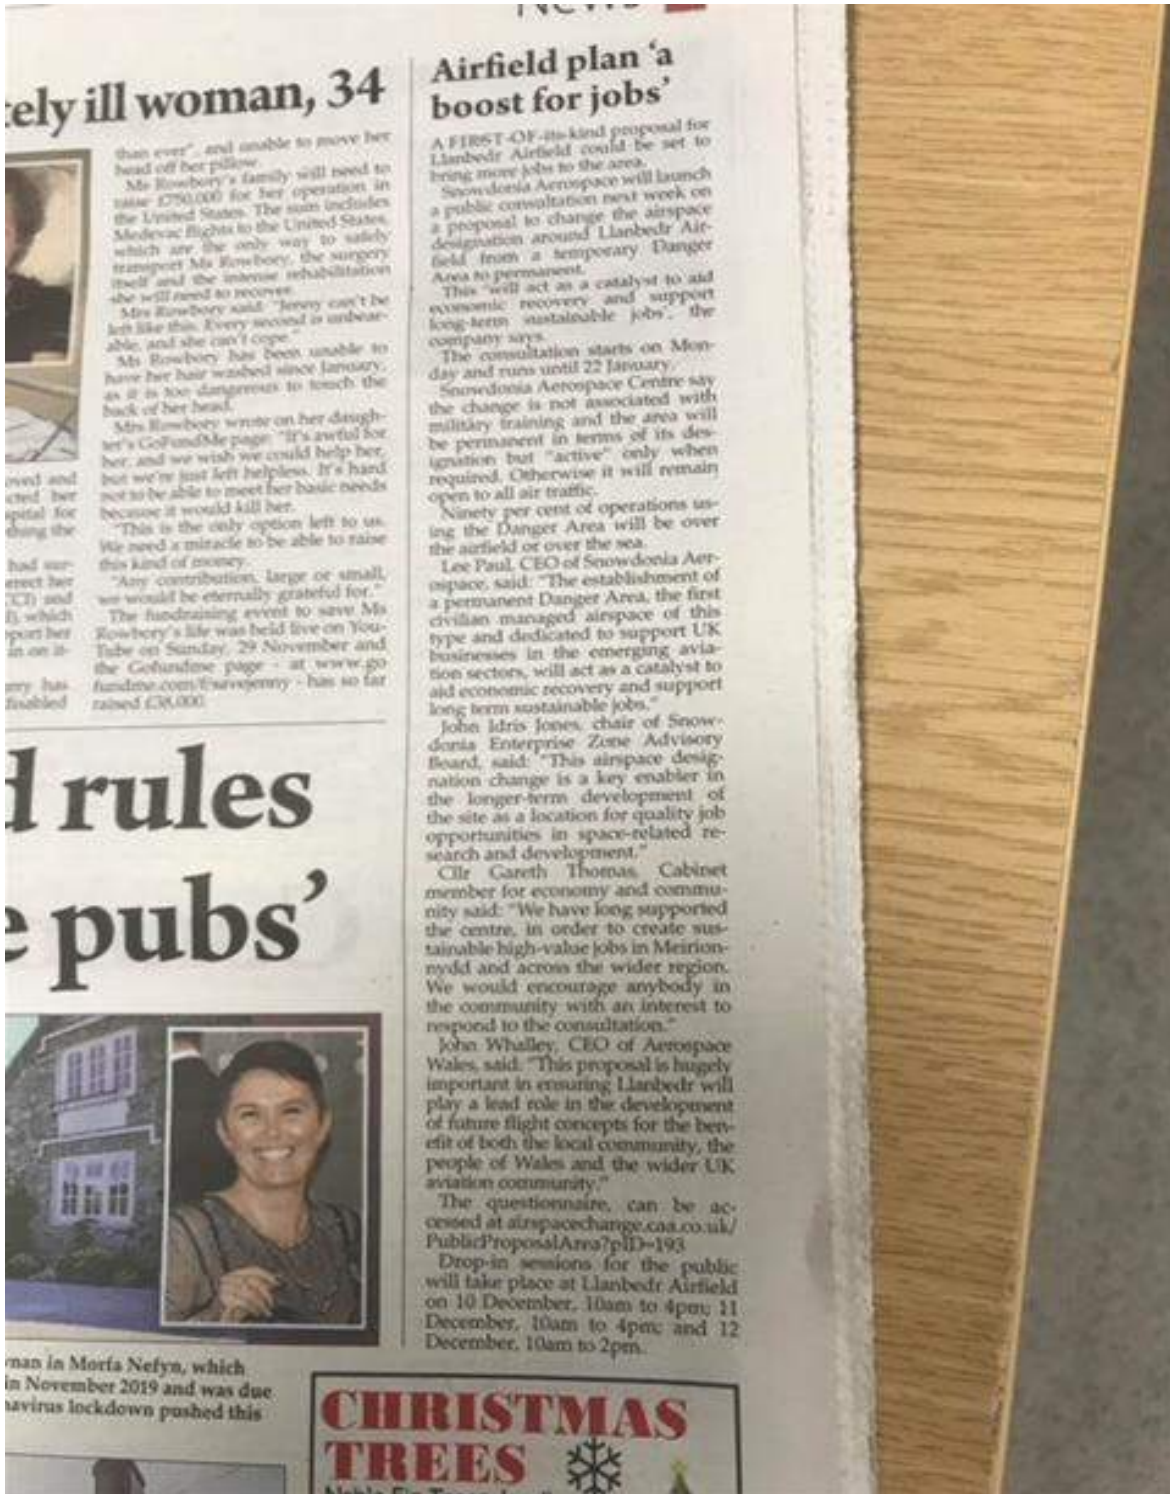 News
tely ill woman, 34
than ever", and unable to move her
head off her pillow.
Ms Rowbory's family will need to
raise £750,000 for her operation in
the United States. The sum includes
Medevac flights to the United States,
which are the only way to safely
transport Ms Rowbory, the surgery
itself and the intense rehabilitation
she will need to recover.
Mrs Rowbory said: "Jenny can't be
left like this. Every second is unbear-
able, and she can't cope."
Ms Rowbory has been unable to
have her hair washed since January,
as it is too dangerous to touch the
back of her head.
Mrs Rowbory wrote on her daugh-
ter's GoFundMe page: "It's awful for
her, and we wish we could help her,
but we're just left helpless. It's hard
not to be able to meet her basic needs
because it would kill her.
"This is the only option left to us.
We need a miracle to be able to raise
this kind of money.
"Any contribution, large or small,
we would be eternally grateful for."
The fundraising event to save Ms
Rowbory's life was held live on You-
Tube on Sunday, 29 November and
the Gofundme page - at www.go
fundme.com/f/savejenny - has so far
raised £38,000.
oved and
cted her
spital for
thing the
had sur-
errect her
CCI) and
which
pport her
in on it-
enny has
disabled
d rules
e pubs'
ynan in Morfa Nefyn, which
in November 2019 and was due
navirus lockdown pushed this
Airfield plan 'a
boost for jobs'
A FIRST-OF-its-kind proposal for
Llanbedr Airfield could be set to
bring more jobs to the area.
Snowdonia Aerospace will launch
a public consultation next week on
a proposal to change the airspace
designation around Llanbedr Air-
field from a temporary Danger
Area to permanent.
This "will act as a catalyst to aid
economic recovery and support
long-term sustainable jobs", the
company says.
The consultation starts on Mon-
day and runs until 22 January.
Snowdonia Aerospace Centre say
the change is not associated with
military training and the area will
be permanent in terms of its des-
ignation but "active" only when
required. Otherwise it will remain
open to all air traffic.
Ninety per cent of operations us-
ing the Danger Area will be over
the airfield or over the sea.
Lee Paul, CEO of Snowdonia Aer-
ospace, said: "The establishment of
a permanent Danger Area, the first
civilian managed airspace of this
type and dedicated to support UK
businesses in the emerging avia-
tion sectors, will act as a catalyst to
aid economic recovery and support
long term sustainable jobs."
John Idris Jones, chair of Snow-
donia Enterprise Zone Advisory
Board, said: "This airspace desig-
nation change is a key enabler in
the longer-term development of
the site as a location for quality job
opportunities in space-related re-
search and development."
Cllr Gareth Thomas, Cabinet
member for economy and commu-
nity said: "We have long supported
the centre, in order to create sus-
tainable high-value jobs in Meirion-
nydd and across the wider region.
We would encourage anybody in
the community with an interest to
respond to the consultation."
John Whalley, CEO of Aerospace
Wales, said: "This proposal is hugely
important in ensuring Llanbedr will
play a lead role in the development
of future flight concepts for the ben-
efit of both the local community, the
people of Wales and the wider UK
aviation community."
The questionnaire, can be ac-
cessed at airspacechange.caa.co.uk/
PublicProposalArea?pID=193
Drop-in sessions for the public
will take place at Llanbedr Airfield
on 10 December, 10am to 4pm; 11
December, 10am to 4pm; and 12
December, 10am to 2pm.
CHRISTMAS
TREES